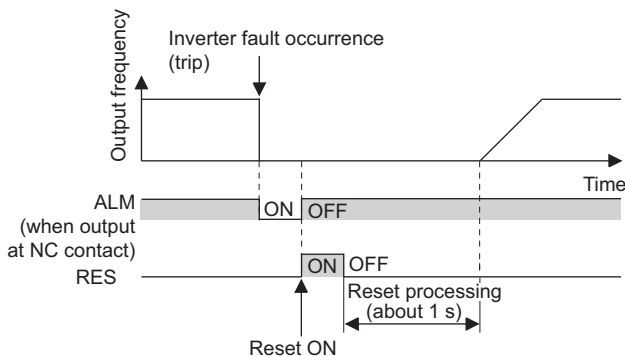 Inverter fault occurrence
(trip)
Output frequency
Time
ALM
(when output
at NC contact)
ON
OFF
RES
ON
OFF
Reset processing
(about 1 s)
Reset ON